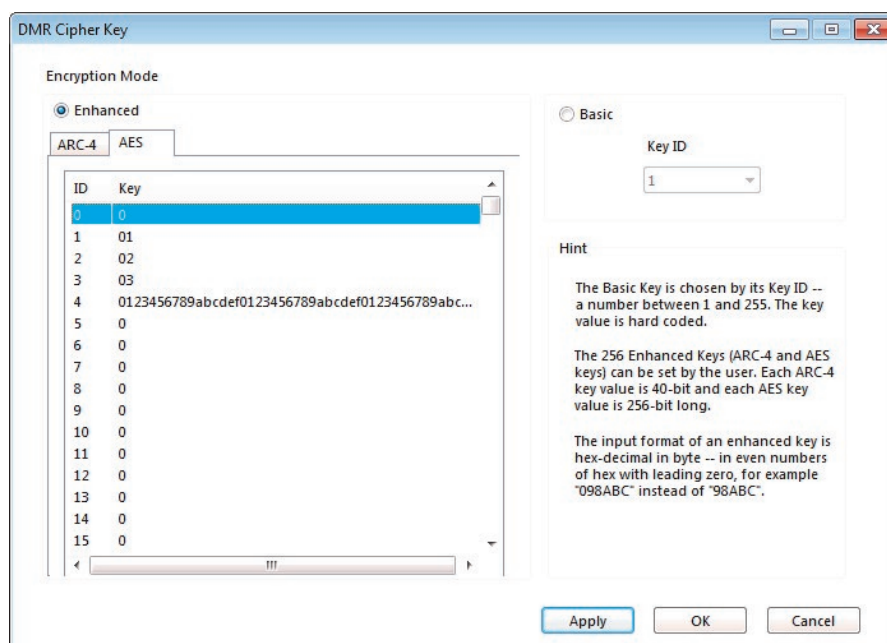 DMR Cipher Key
Encryption Mode
Enhanced
ARC-4 AES
ID Key
0 0
1 01
2 02
3 03
4 0123456789abcdef0123456789abcdef0123456789abc...
5 0
6 0
7 0
8 0
9 0
10 0
11 0
12 0
13 0
14 0
15 0
Basic
Key ID
1
Hint
The Basic Key is chosen by its Key ID --
a number between 1 and 255. The key
value is hard coded.
The 256 Enhanced Keys (ARC-4 and AES
keys) can be set by the user. Each ARC-4
key value is 40-bit and each AES key
value is 256-bit long.
The input format of an enhanced key is
hex-decimal in byte -- in even numbers
of hex with leading zero, for example
"098ABC" instead of "98ABC".
Apply OK Cancel